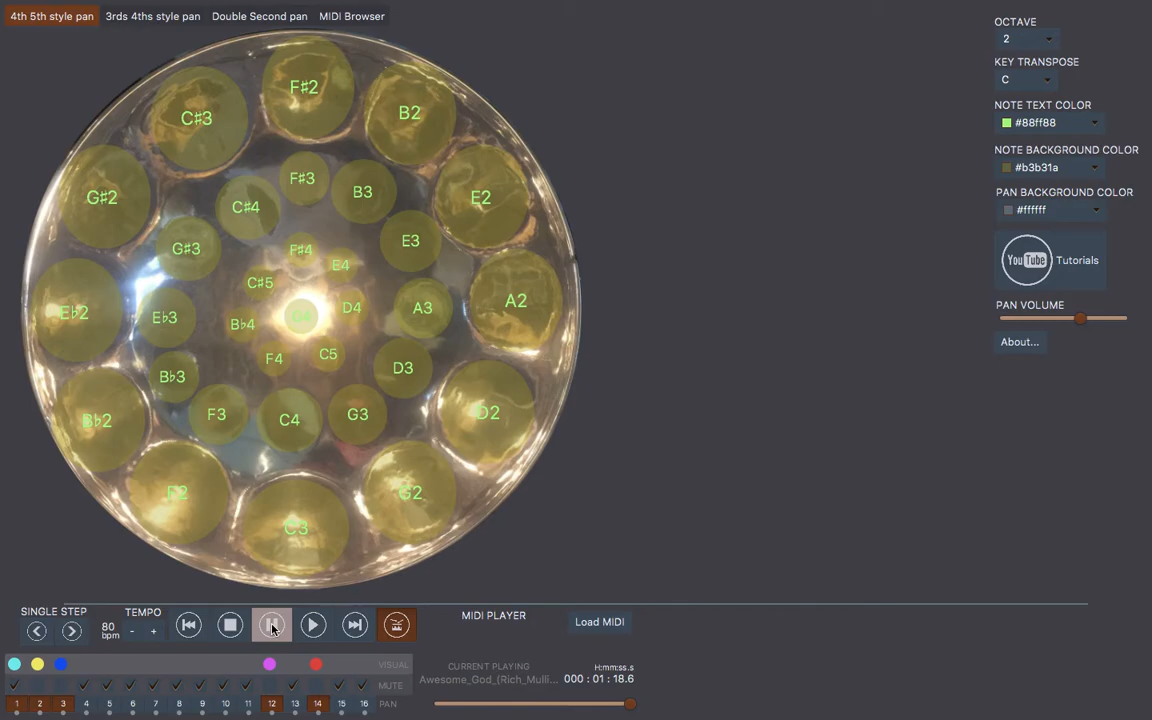 4th 5th style pan
3rds 4ths style pan
Double Second pan
MIDI Browser
OCTAVE
2
KEY TRANSPOSE
C
NOTE TEXT COLOR
#88ff88
NOTE BACKGROUND COLOR
#b3b31a
PAN BACKGROUND COLOR
#ffffff
YouTube Tutorials
PAN VOLUME
About...
F♯2
C♯3
B2
G♯2
F♯3
B3
E2
C♯4
G♯3
F♯4
E4
E3
C♯5
E♭2
E♭3
B♭4
D4
A3
A2
F4
C5
B♭3
D3
B♭2
F3
C4
G3
D2
F2
G2
C3
SINGLE STEP
TEMPO
80
bpm
- +
MIDI PLAYER
Load MIDI
VISUAL
MUTE
1 2 3 4 5 6 7 8 9 10 11 12 13 14 15 16 PAN
CURRENT PLAYING
H:mm:ss.s
Awesome_God_(Rich_Mulli...
000 : 01 : 18.6